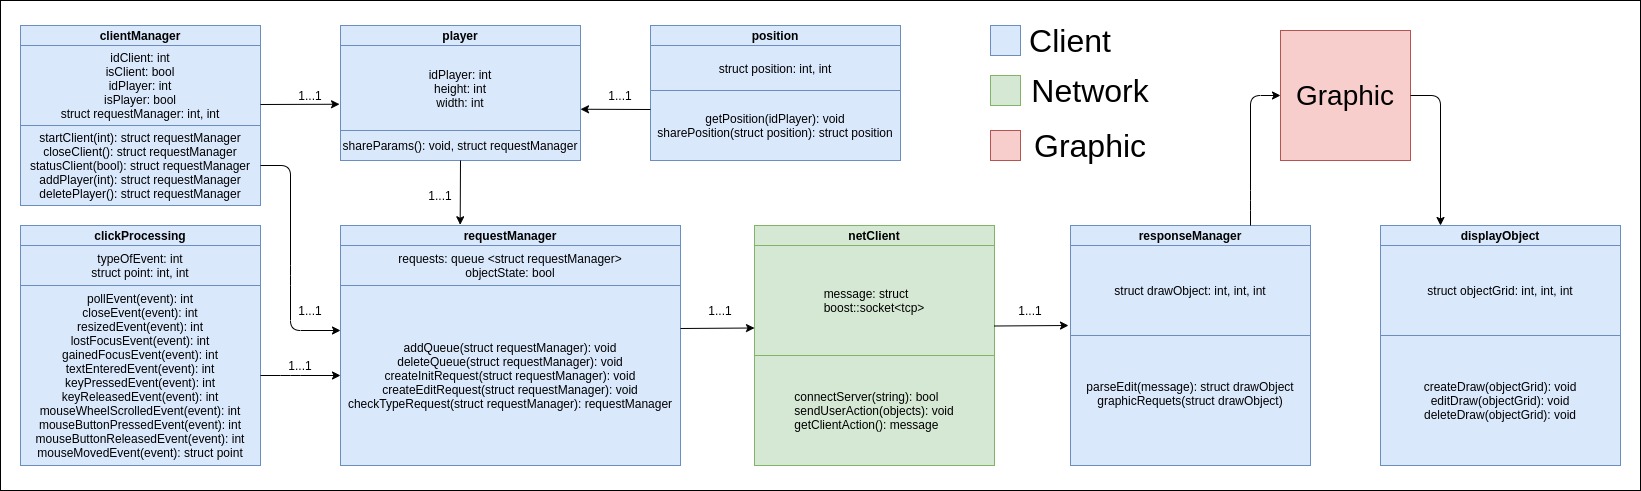 clientManager
idClient: int
isClient: bool
idPlayer: int
isPlayer: bool
struct requestManager: int, int
startClient(int): struct requestManager
closeClient(): struct requestManager
statusClient(bool): struct requestManager
addPlayer(int): struct requestManager
deletePlayer(): struct requestManager
1...1
player
idPlayer: int
height: int
width: int
shareParams(): void, struct requestManager
1...1
position
struct position: int, int
getPosition(idPlayer): void
sharePosition(struct position): struct position
Client
Network
Graphic
Graphic
1...1
clickProcessing
typeOfEvent: int
struct point: int, int
pollEvent(event): int
closeEvent(event): int
resizedEvent(event): int
lostFocusEvent(event): int
gainedFocusEvent(event): int
textEnteredEvent(event): int
keyPressedEvent(event): int
keyReleasedEvent(event): int
mouseWheelScrolledEvent(event): int
mouseButtonPressedEvent(event): int
mouseButtonReleasedEvent(event): int
mouseMovedEvent(event): struct point
1...1
1...1
requestManager
requests: queue <struct requestManager>
objectState: bool
addQueue(struct requestManager): void
deleteQueue(struct requestManager): void
createInitRequest(struct requestManager): void
createEditRequest(struct requestManager): void
checkTypeRequest(struct requestManager): requestManager
1...1
netClient
message: struct
boost::socket<tcp>
connectServer(string): bool
sendUserAction(objects): void
getClientAction(): message
1...1
responseManager
struct drawObject: int, int, int
parseEdit(message): struct drawObject
graphicRequets(struct drawObject)
displayObject
struct objectGrid: int, int, int
createDraw(objectGrid): void
editDraw(objectGrid): void
deleteDraw(objectGrid): void